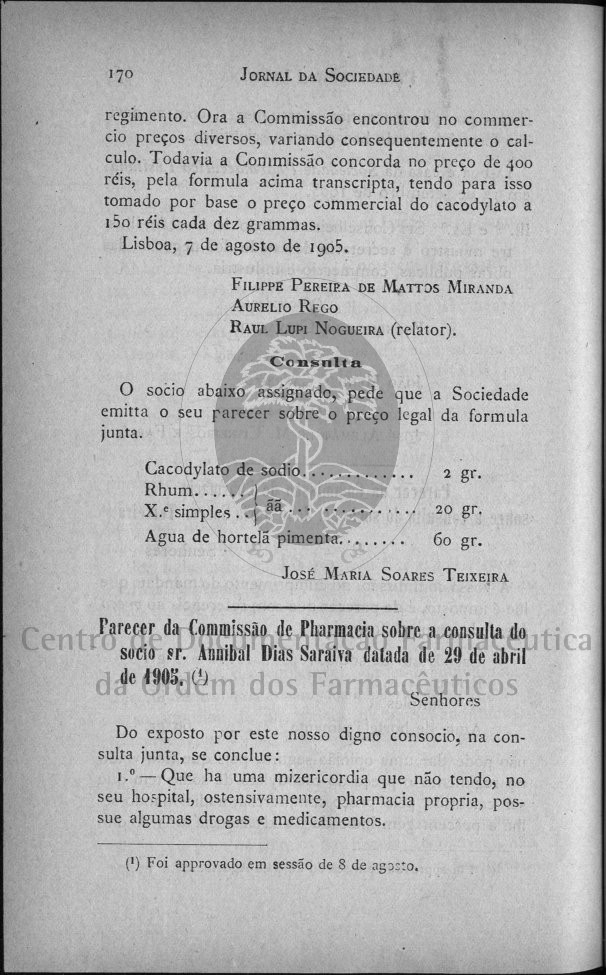 170 JORNAL DA SOCIEDADE
regimento. Ora a Commissão encontrou no commer-
cio preços diversos, variando consequentemente o cal-
culo. Todavia a Commissão concorda no preço de 400
réis, pela formula acima transcripta, tendo para isso
tomado por base o preço commercial do cacodylato a
150 réis cada dez grammas.
Lisboa, 7 de agosto de 1905.
FILIPPE PEREIRA DE MATTOS MIRANDA
AURELIO REGO
RAUL LUPI NOGUEIRA (relator).
Consulta
O socio abaixo assignado, pede que a Sociedade
emitta o seu parecer sobre o preço legal da formula
junta.
Cacodylato de sodio............. 2 gr.
Rhum......
X.e simples .. } ãã ................ 20 gr.
Agua de hortelã pimenta........ 60 gr.
JOSÉ MARIA SOARES TEIXEIRA
Parecer da Commissão de Pharmacia sobre a consulta do
socio sr. Annibal Dias Saraiva datada de 29 de abril
de 1905. (1)
Senhores
Do exposto por este nosso digno consocio, na con-
sulta junta, se conclue:
1.º — Que ha uma mizericordia que não tendo, no
seu hospital, ostensivamente, pharmacia propria, pos-
sue algumas drogas e medicamentos.
(1) Foi approvado em sessão de 8 de agosto.
Centro de Documentação Farmacêutica
da Ordem dos Farmacêuticos